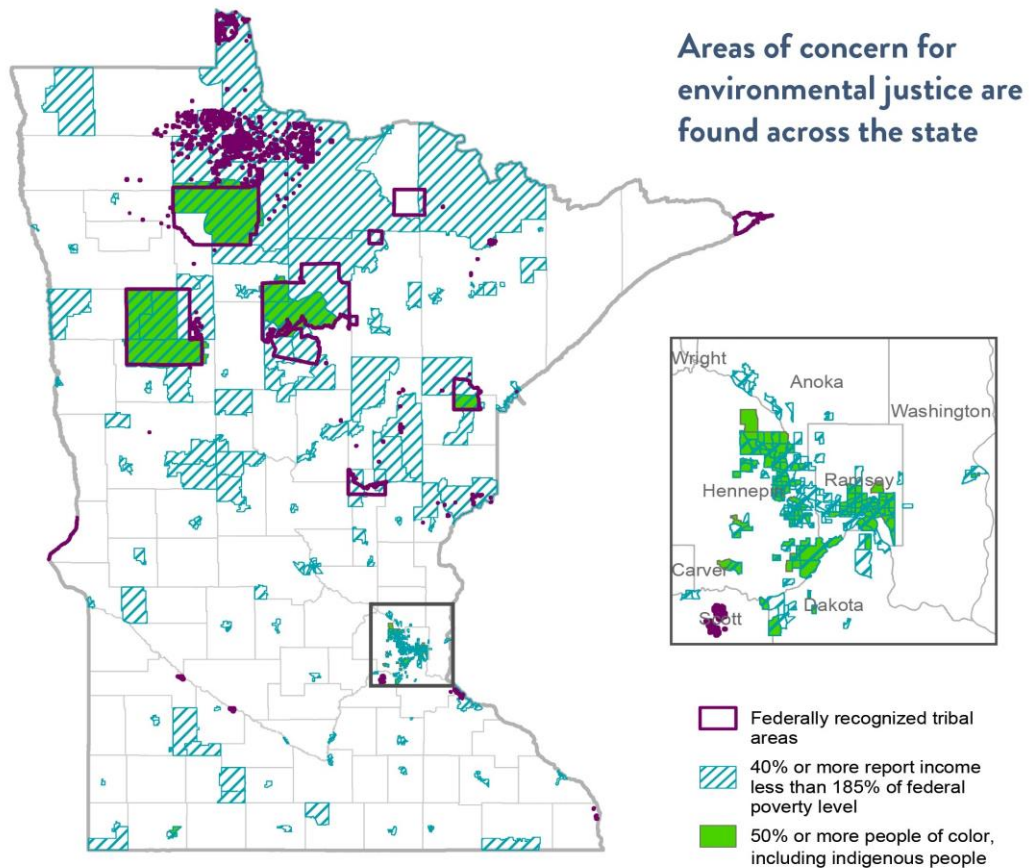 Areas of concern for
environmental justice are
found across the state
Wright
Anoka
Washington
Hennepin
Ramsey
Carver
Scott
Dakota
Federally recognized tribal
areas
40% or more report income
less than 185% of federal
poverty level
50% or more people of color,
including indigenous people